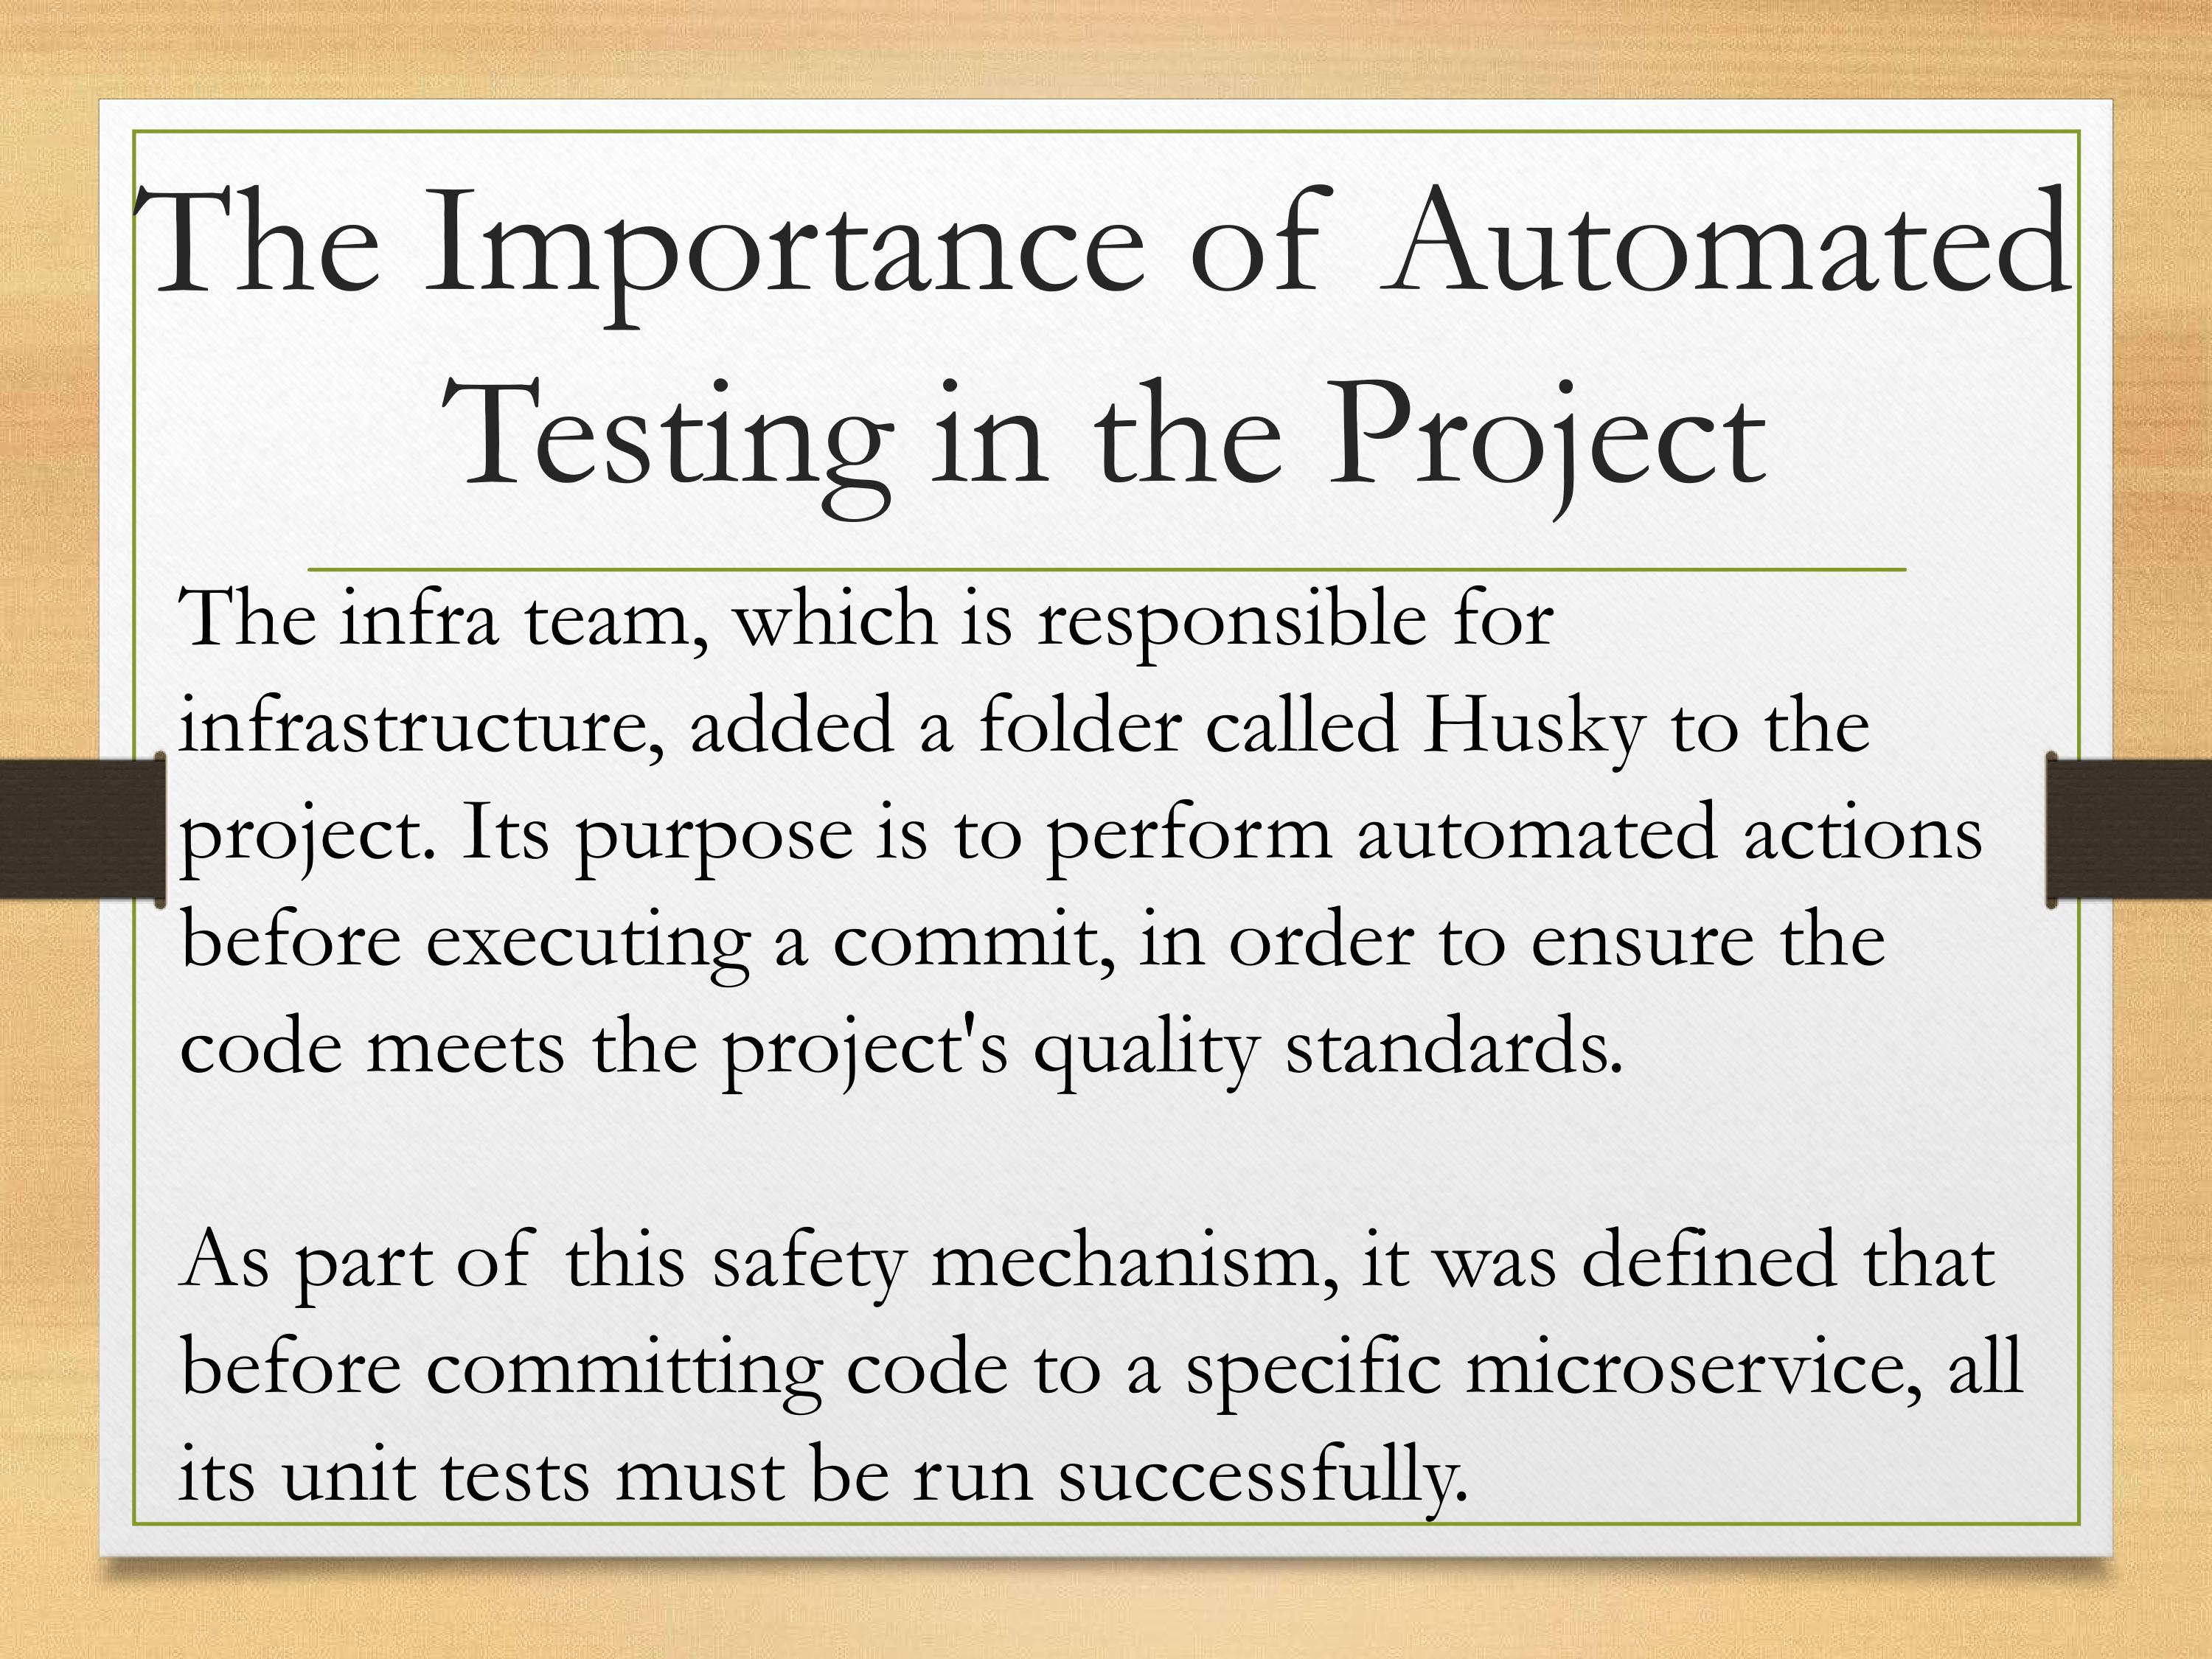 The Importance of Automated
Testing in the Project
The infra team, which is responsible for
infrastructure, added a folder called Husky to the
project. Its purpose is to perform automated actions
before executing a commit, in order to ensure the
code meets the project's quality standards.
As part of this safety mechanism, it was defined that
before committing code to a specific microservice, all
its unit tests must be run successfully.